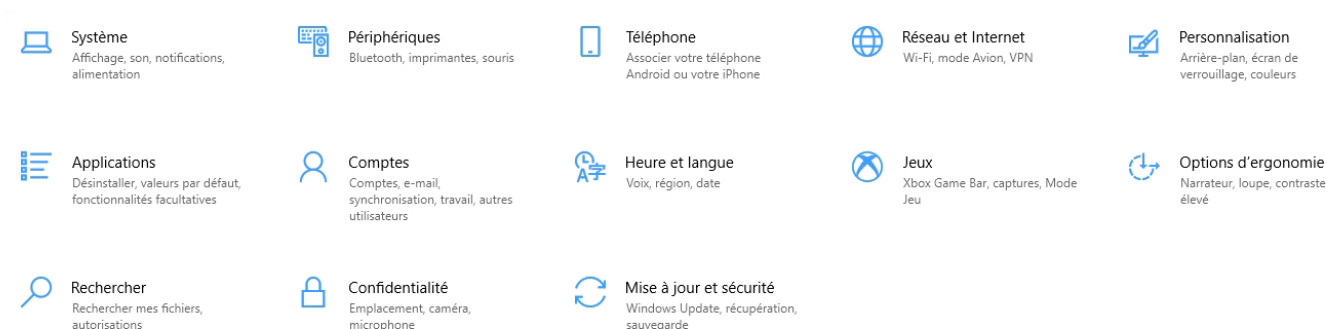 Système
Affichage, son, notifications,
alimentation
Périphériques
Bluetooth, imprimantes, souris
Téléphone
Associer votre téléphone
Android ou votre iPhone
Réseau et Internet
Wi-Fi, mode Avion, VPN
Personnalisation
Arrière-plan, écran de
verrouillage, couleurs
Applications
Désinstaller, valeurs par défaut,
fonctionnalités facultatives
Comptes
Comptes, e-mail,
synchronisation, travail, autres
utilisateurs
Heure et langue
Voix, région, date
Jeux
Xbox Game Bar, captures, Mode
Jeu
Options d'ergonomie
Narrateur, loupe, contraste
élevé
Rechercher
Rechercher mes fichiers,
autorisations
Confidentialité
Emplacement, caméra,
microphone
Mise à jour et sécurité
Windows Update, récupération,
sauvegarde